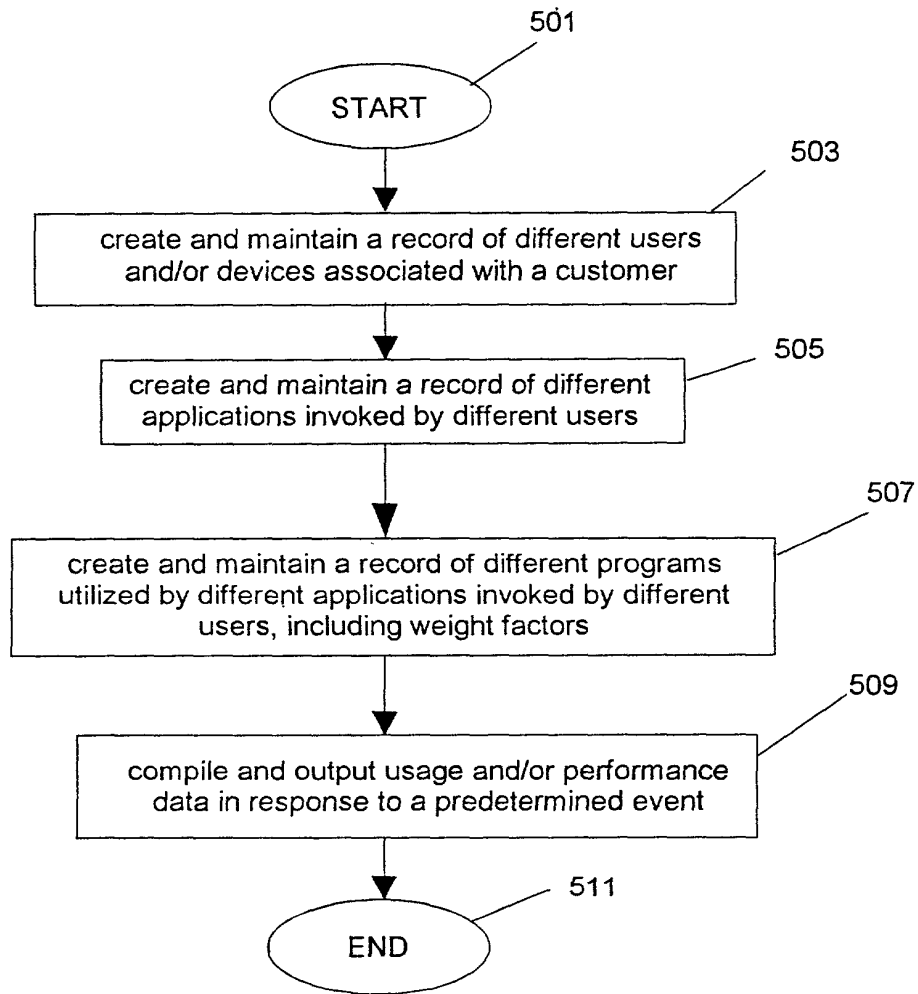 501
START
503
create and maintain a record of different users
and/or devices associated with a customer
505
create and maintain a record of different
applications invoked by different users
507
create and maintain a record of different programs
utilized by different applications invoked by different
users, including weight factors
509
compile and output usage and/or performance
data in response to a predetermined event
511
END